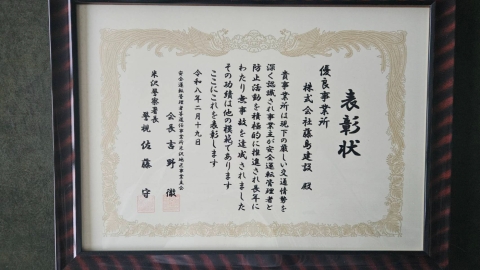 表彰状
優良事業所
株式会社藤島建設 殿
貴事業所は現下の厳しい交通情勢を
深く認識され事業主が安全運転管理者と
防止活動を積極的に推進され長年に
わたり無事故を達成されました
その功績は他の模範であります
ここにこれを表彰します
令和八年二月十九日
会長 吉野 徹
米沢警察署長
警視 佐藤 守